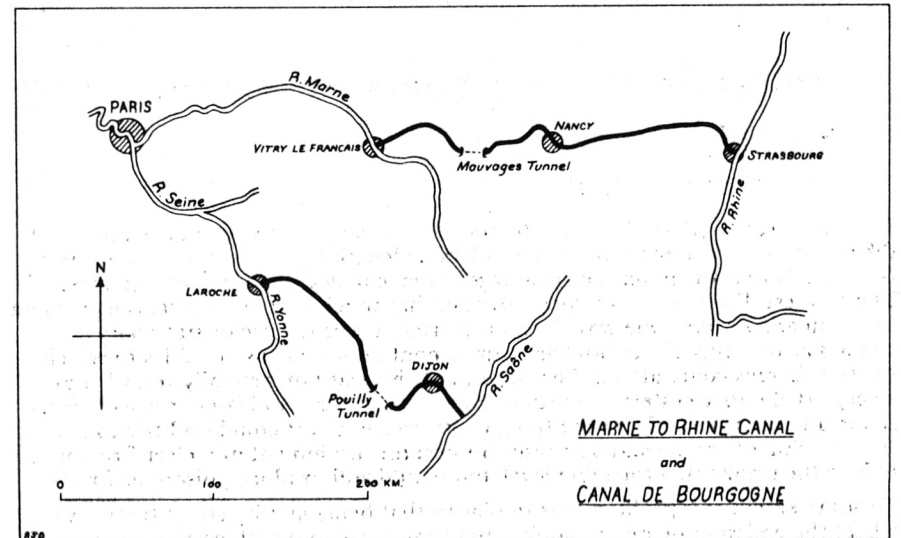 PARIS
R. Marne
VITRY LE FRANCAIS
NANCY
Mauvages Tunnel
STRASBOURG
R. Seine
R. Rhine
N
LAROCHE
R. Yonne
DIJON
R. Saône
Pouilly
Tunnel
MARNE TO RHINE CANAL
and
CANAL DE BOURGOGNE
0 100 200 KM.